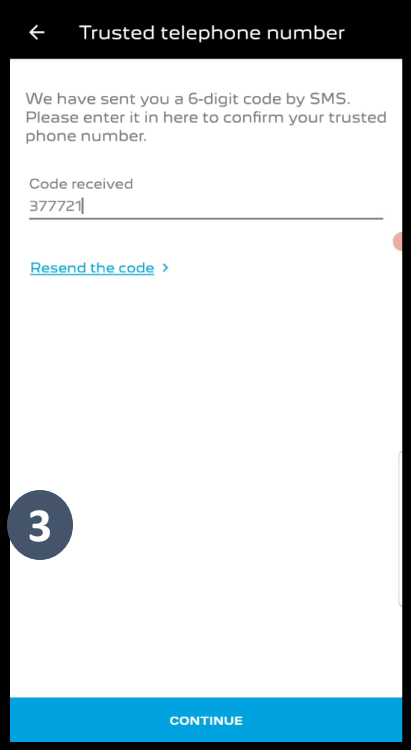 Trusted telephone number
We have sent you a 6-digit code by SMS.
Please enter it in here to confirm your trusted
phone number.
Code received
377721
Resend the code >
3
CONTINUE